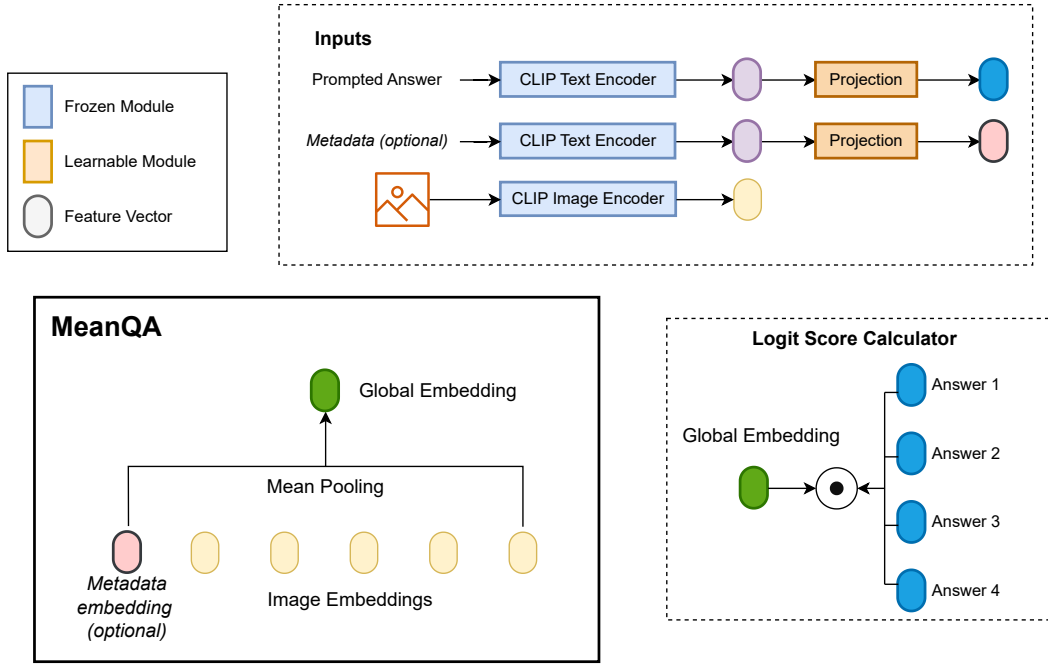 Inputs
Prompted Answer
CLIP Text Encoder
Projection
Metadata (optional)
CLIP Text Encoder
Projection
CLIP Image Encoder
Frozen Module
Learnable Module
Feature Vector
MeanQA
Global Embedding
Mean Pooling
Metadata
embedding
(optional)
Image Embeddings
Logit Score Calculator
Global Embedding
Answer 1
Answer 2
Answer 3
Answer 4